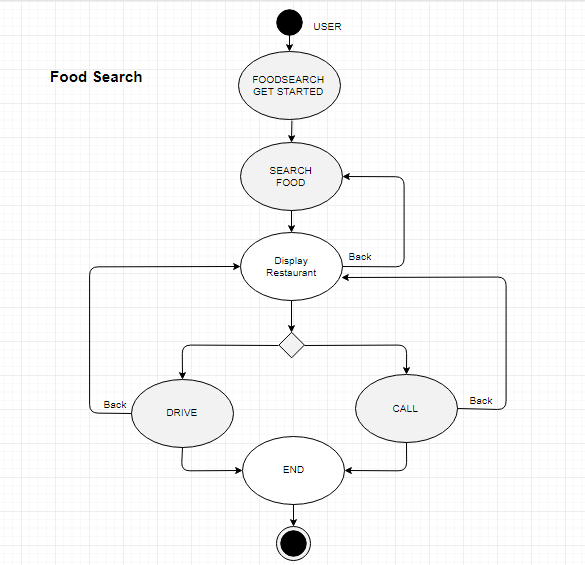 USER
Food Search
FOODSEARCH
GET STARTED
SEARCH
FOOD
Display
Restaurant
Back
Back
DRIVE
CALL
Back
END